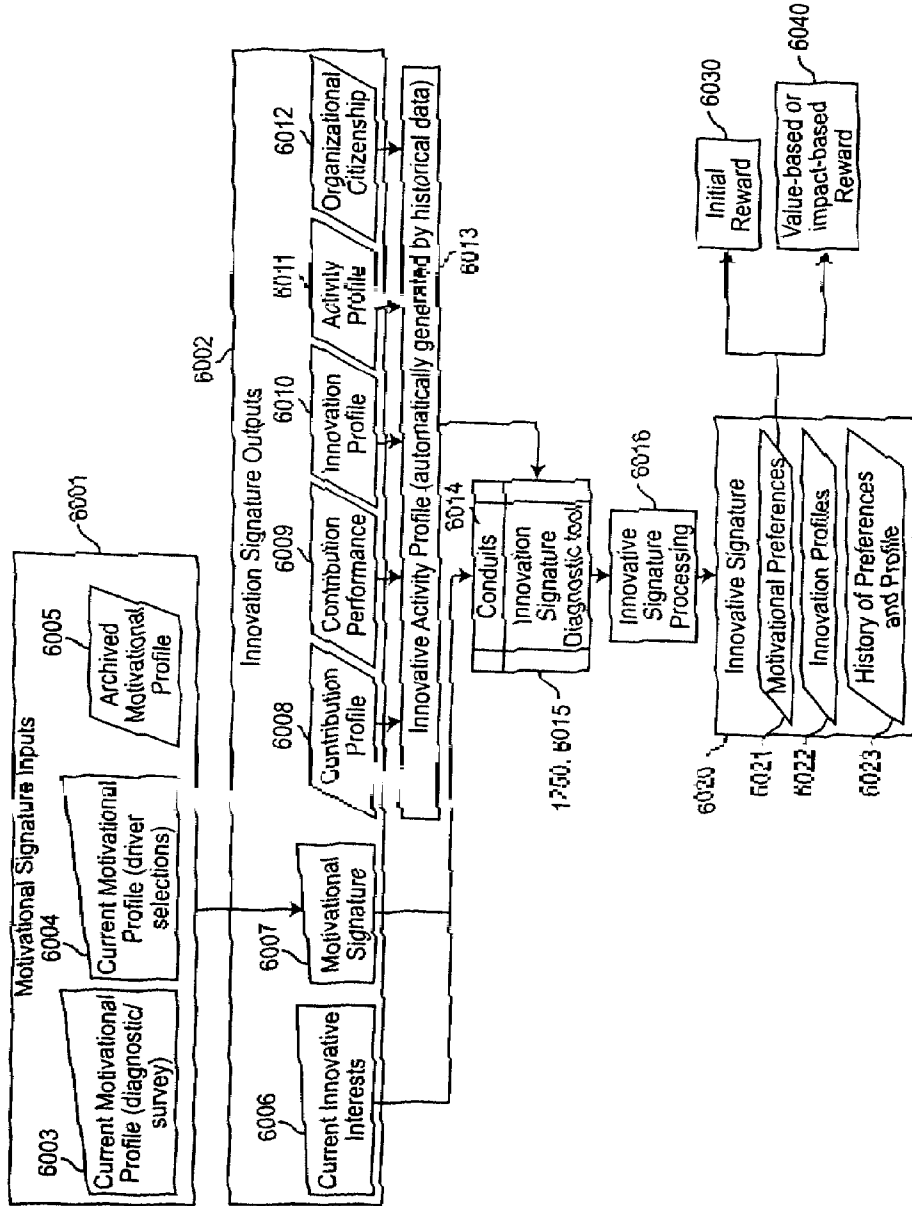 Motivational Signature Inputs
6001
6003
Current Motivational
Profile (diagnostic/
survey)
6004
Current Motivational
Profile (driver
selections)
6005
Archived
Motivational
Profile
6002
Innovation Signature Outputs
6006
Current Innovative
Interests
6007
Motivational
Signature
6008
Contribution
Profile
6009
Contribution
Performance
6010
Innovation
Profile
6011
Activity
Profile
6012
Organizational
Citizenship
Innovative Activity Profile (automatically generated by historical data)
6013
6014
Conduits
Innovation
Signature
Diagnostic tool
1250, 6015
6016
Innovative
Signature
Processing
6020
Innovative Signature
6021
Motivational Preferences
6022
Innovation Profiles
6023
History of Preferences
and Profile
6030
Initial
Reward
6040
Value-based or
impact-based
Reward